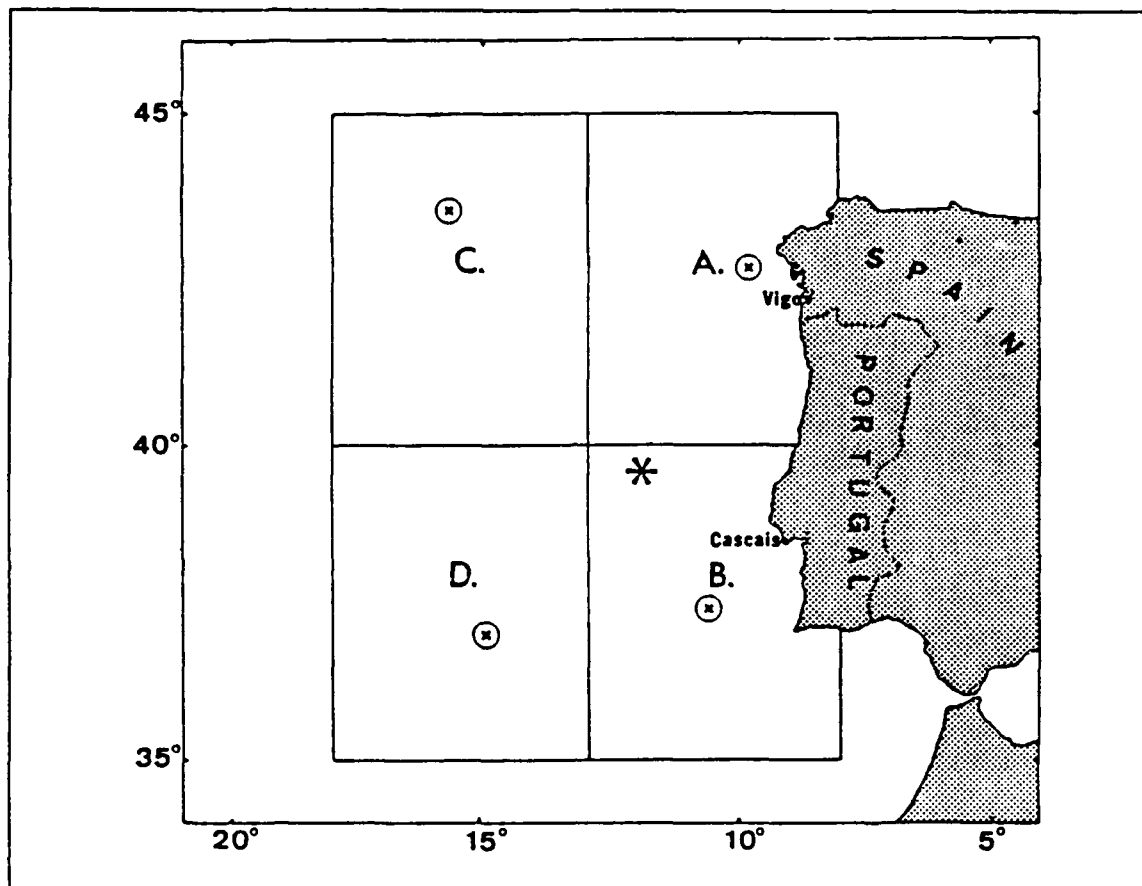 45°
C.
A.
SPAIN
Vigo
PORTUGAL
40°
*
Cascais
D.
B.
35°
20°
15°
10°
5°